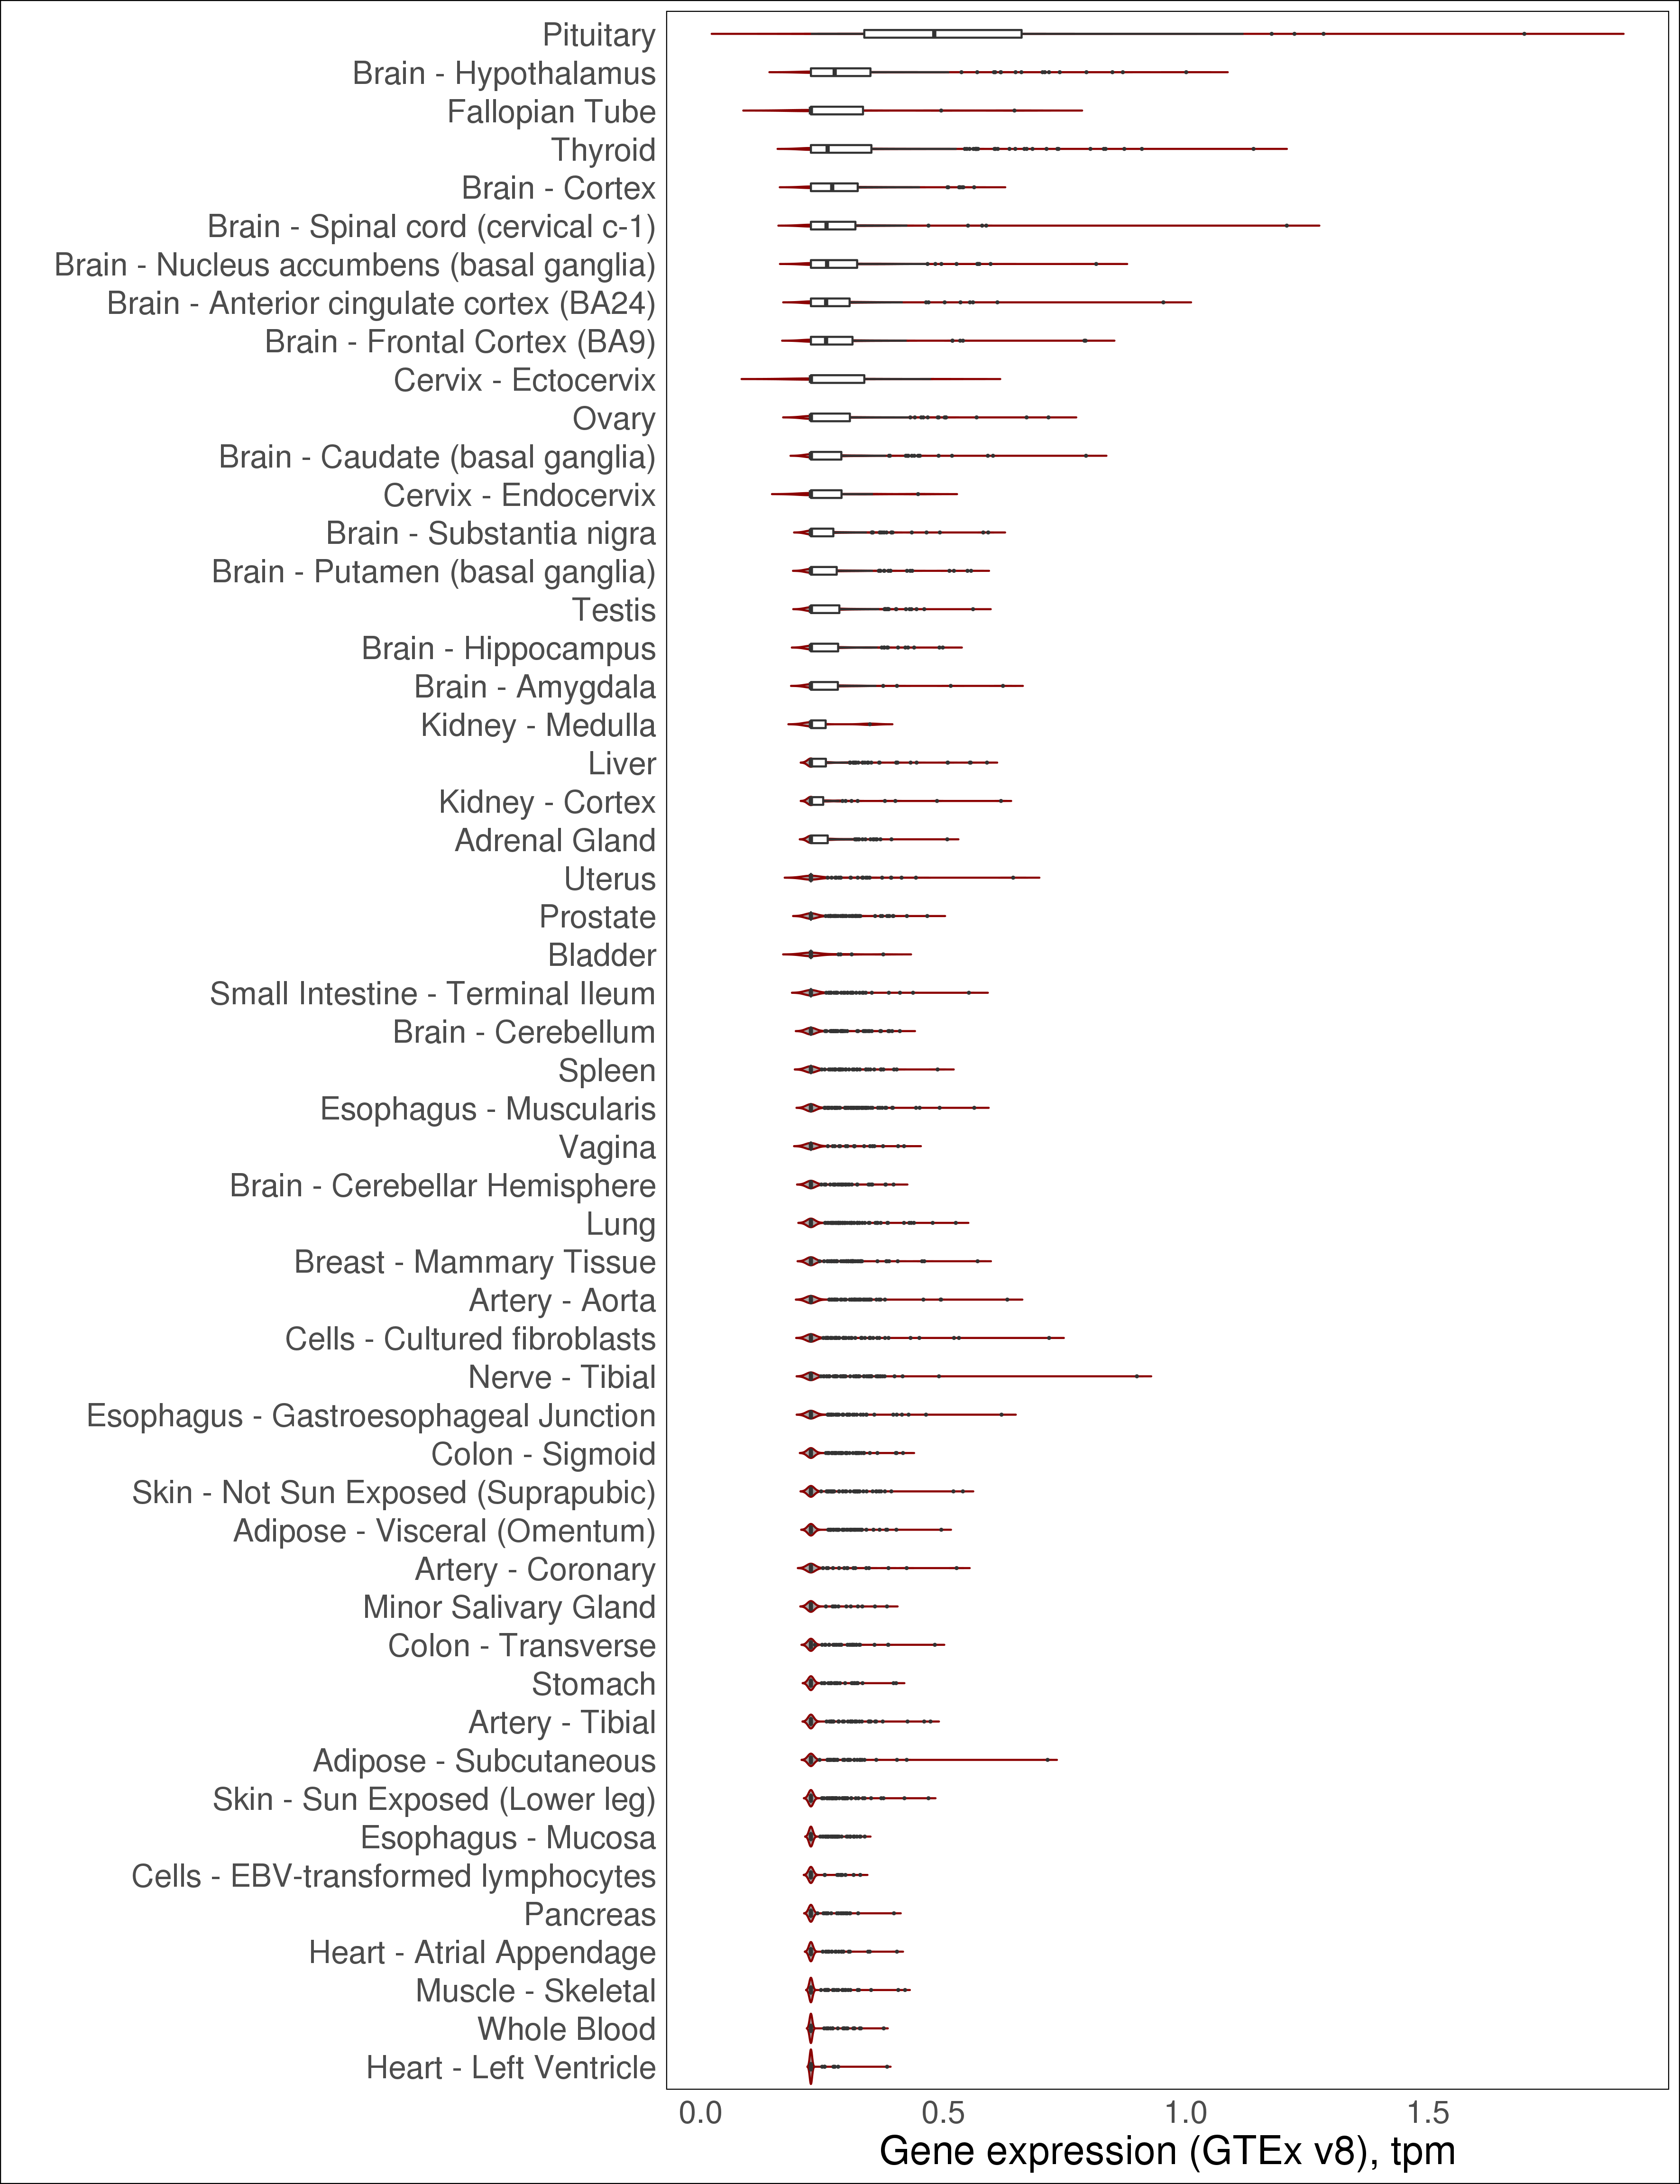 Pituitary
Brain - Hypothalamus
Fallopian Tube
Thyroid
Brain - Cortex
Brain - Spinal cord (cervical c-1)
Brain - Nucleus accumbens (basal ganglia)
Brain - Anterior cingulate cortex (BA24)
Brain - Frontal Cortex (BA9)
Cervix - Ectocervix
Ovary
Brain - Caudate (basal ganglia)
Cervix - Endocervix
Brain - Substantia nigra
Brain - Putamen (basal ganglia)
Testis
Brain - Hippocampus
Brain - Amygdala
Kidney - Medulla
Liver
Kidney - Cortex
Adrenal Gland
Uterus
Prostate
Bladder
Small Intestine - Terminal Ileum
Brain - Cerebellum
Spleen
Esophagus - Muscularis
Vagina
Brain - Cerebellar Hemisphere
Lung
Breast - Mammary Tissue
Artery - Aorta
Cells - Cultured fibroblasts
Nerve - Tibial
Esophagus - Gastroesophageal Junction
Colon - Sigmoid
Skin - Not Sun Exposed (Suprapubic)
Adipose - Visceral (Omentum)
Artery - Coronary
Minor Salivary Gland
Colon - Transverse
Stomach
Artery - Tibial
Adipose - Subcutaneous
Skin - Sun Exposed (Lower leg)
Esophagus - Mucosa
Cells - EBV-transformed lymphocytes
Pancreas
Heart - Atrial Appendage
Muscle - Skeletal
Whole Blood
Heart - Left Ventricle
0.0 0.5 1.0 1.5
Gene expression (GTEx v8), tpm